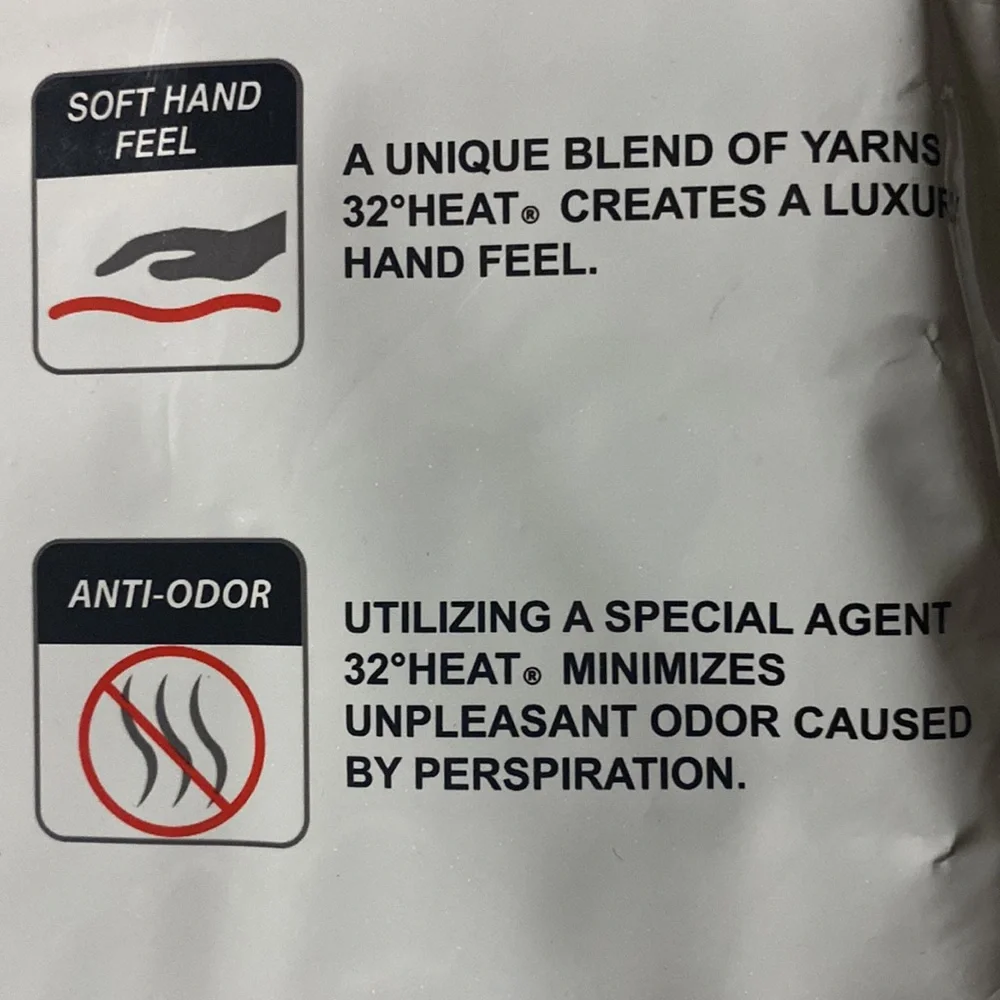 SOFT HAND
FEEL
A UNIQUE BLEND OF YARNS
32°HEAT® CREATES A LUXURY
HAND FEEL.
ANTI-ODOR
UTILIZING A SPECIAL AGENT
32°HEAT® MINIMIZES
UNPLEASANT ODOR CAUSED
BY PERSPIRATION.